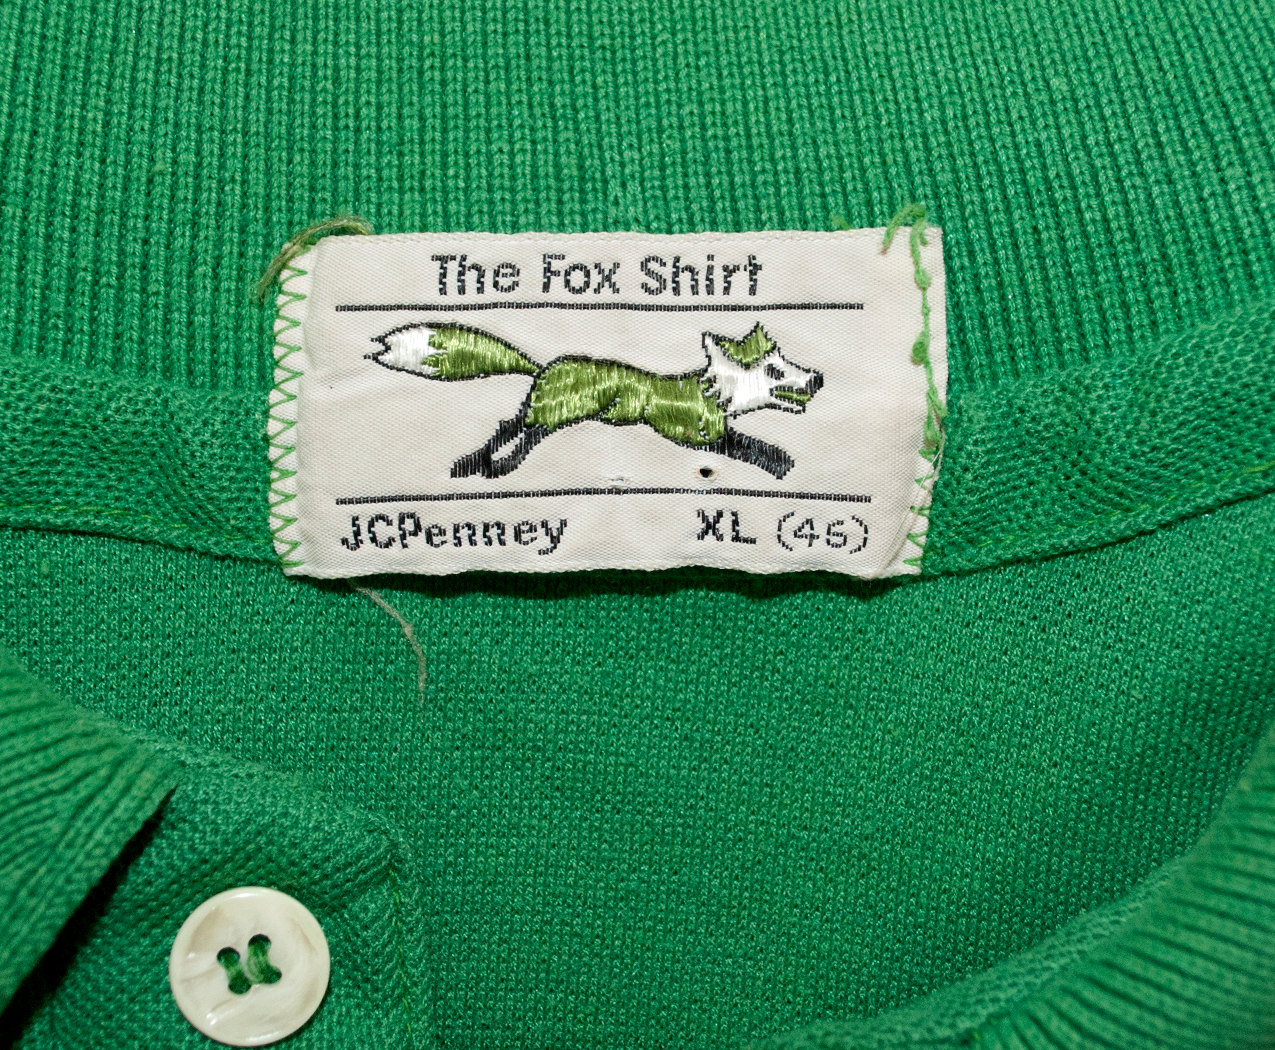 The Fox Shirt
JCPenney XL (46)